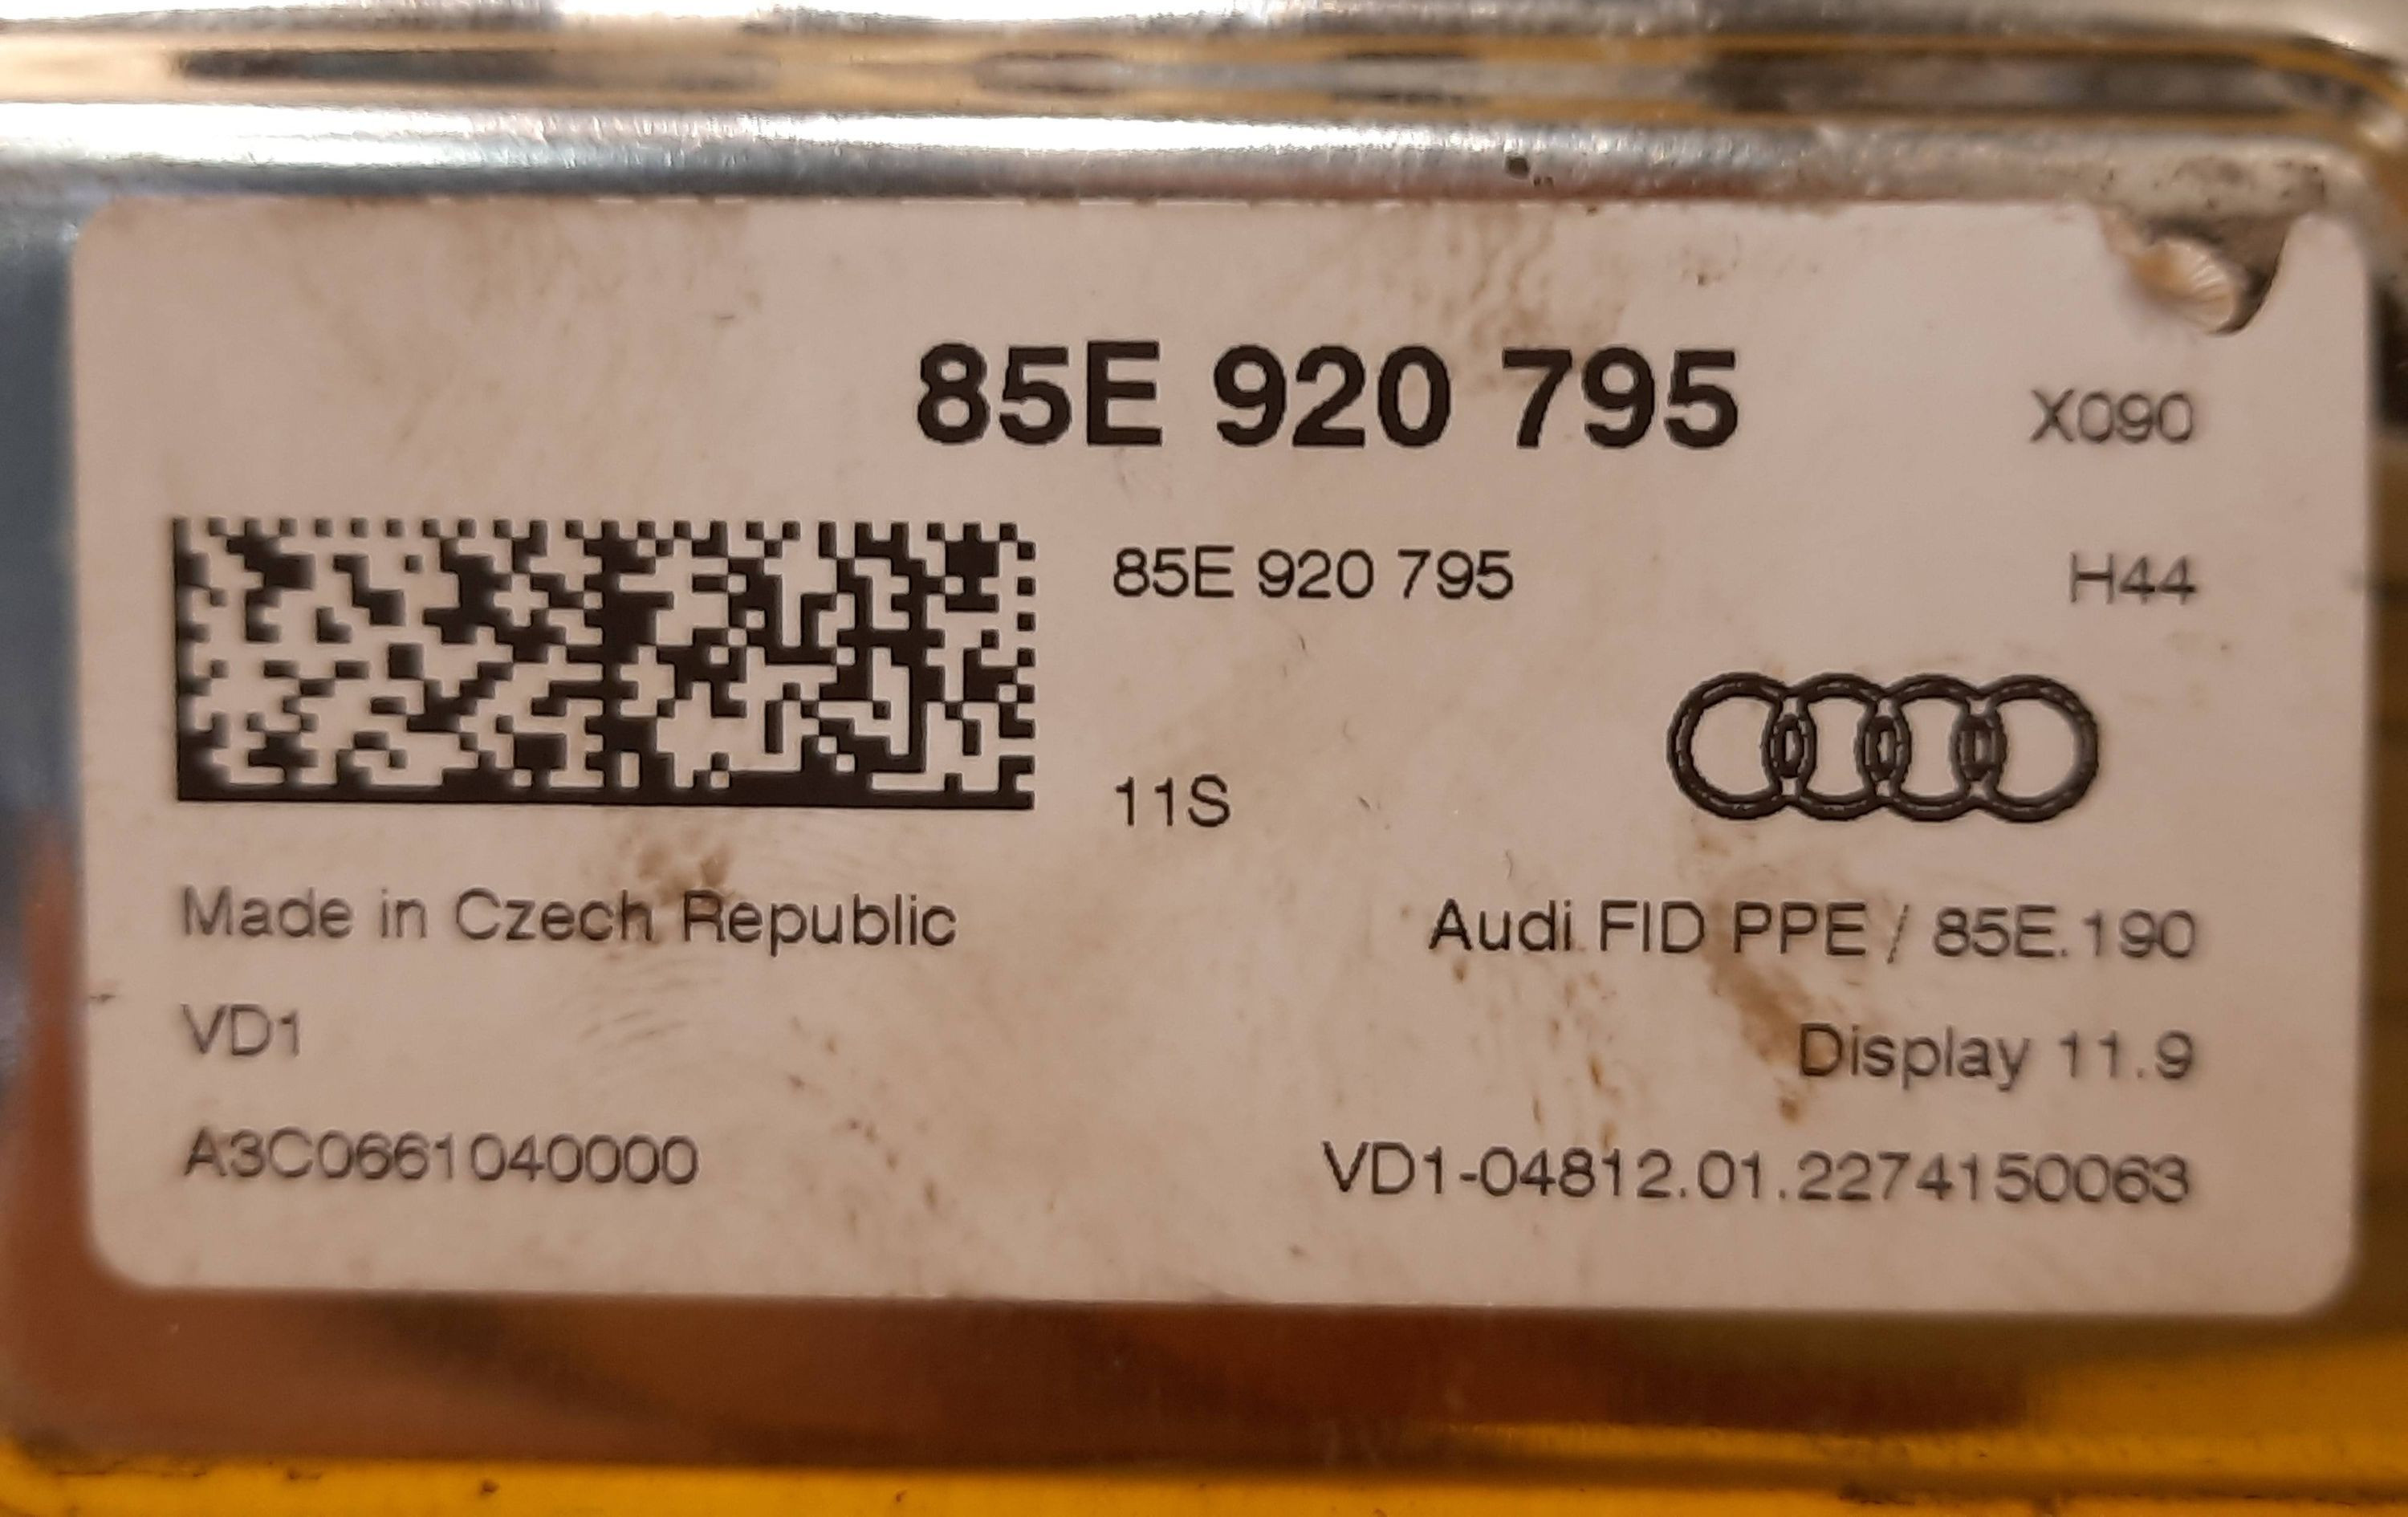 85E 920 795 X090
85E 920 795 H44
11S
Made in Czech Republic Audi FID PPE / 85E.190
VD1 Display 11.9
A3C0661040000 VD1-04812.01.2274150063